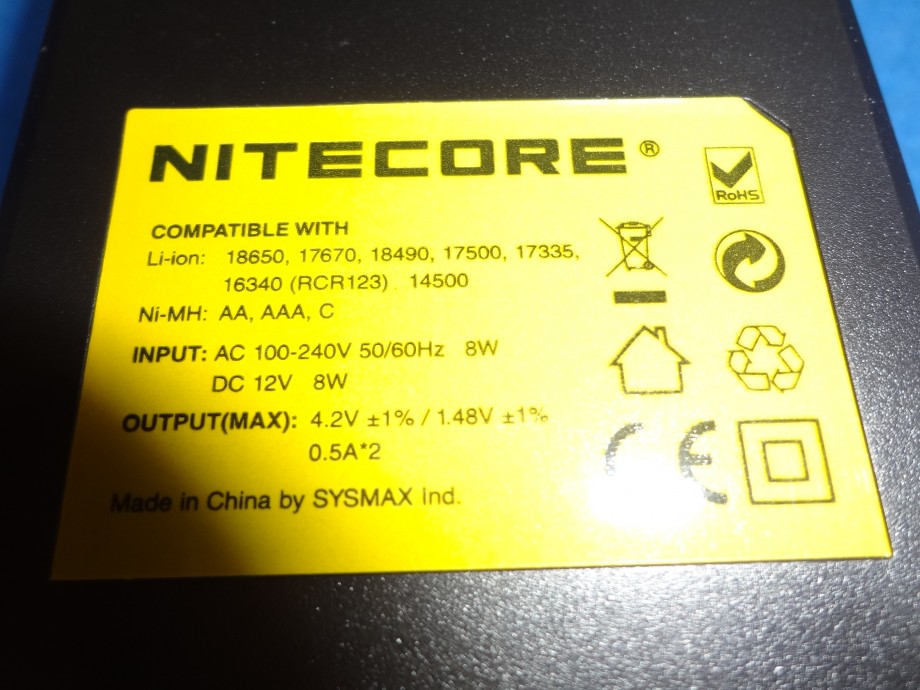 NITECORE®
RoHS
COMPATIBLE WITH
Li-ion: 18650, 17670, 18490, 17500, 17335,
16340 (RCR123) 14500
Ni-MH: AA, AAA, C
INPUT: AC 100-240V 50/60Hz 8W
DC 12V 8W
OUTPUT(MAX): 4.2V ±1% / 1.48V ±1%
0.5A*2
CE
Made in China by SYSMAX Ind.